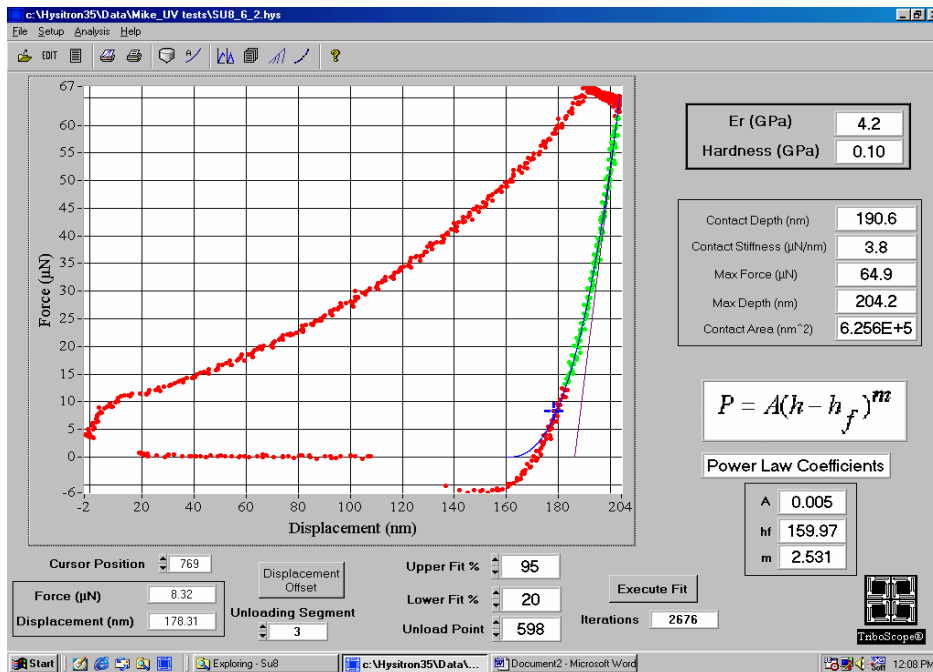 c:\Hysitron35\Data\Mike_UV tests\SU8_6_2.hys
File Setup Analysis Help
EDIT
67
60
55
50
45
40
35
30
25
20
15
10
5
0
-6
Force (µN)
-2 20 40 60 80 100 120 140 160 180 204
Displacement (nm)
Er (GPa) 4.2
Hardness (GPa) 0.10
Contact Depth (nm) 190.6
Contact Stiffness (µN/nm) 3.8
Max Force (µN) 64.9
Max Depth (nm) 204.2
Contact Area (nm^2) 6.256E+5
P = A(h - h_f)^m
Power Law Coefficients
A 0.005
hf 159.97
m 2.531
Cursor Position 769
Force (µN) 8.32
Displacement (nm) 178.31
Displacement Offset
Unloading Segment
3
Upper Fit % 95
Lower Fit % 20
Unload Point 598
Execute Fit
Iterations 2676
TriboScope®
Start Exploring - Su8 c:\Hysitron35\Data\... Document2 - Microsoft Word 12:08 PM